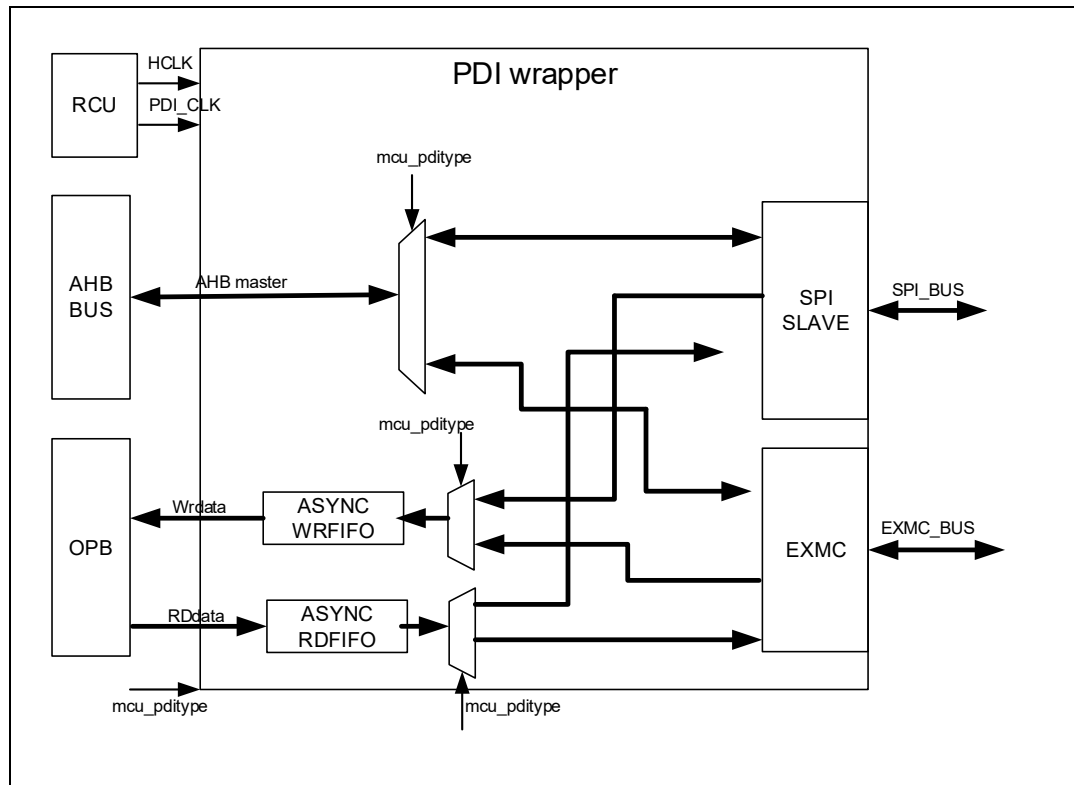 PDI wrapper
HCLK
RCU
PDI_CLK
mcu_pditype
AHB
BUS
AHB master
SPI
SLAVE
SPI_BUS
mcu_pditype
OPB
Wrdata
ASYNC
WRFIFO
EXMC
EXMC_BUS
RDdata
ASYNC
RDFIFO
mcu_pditype
mcu_pditype